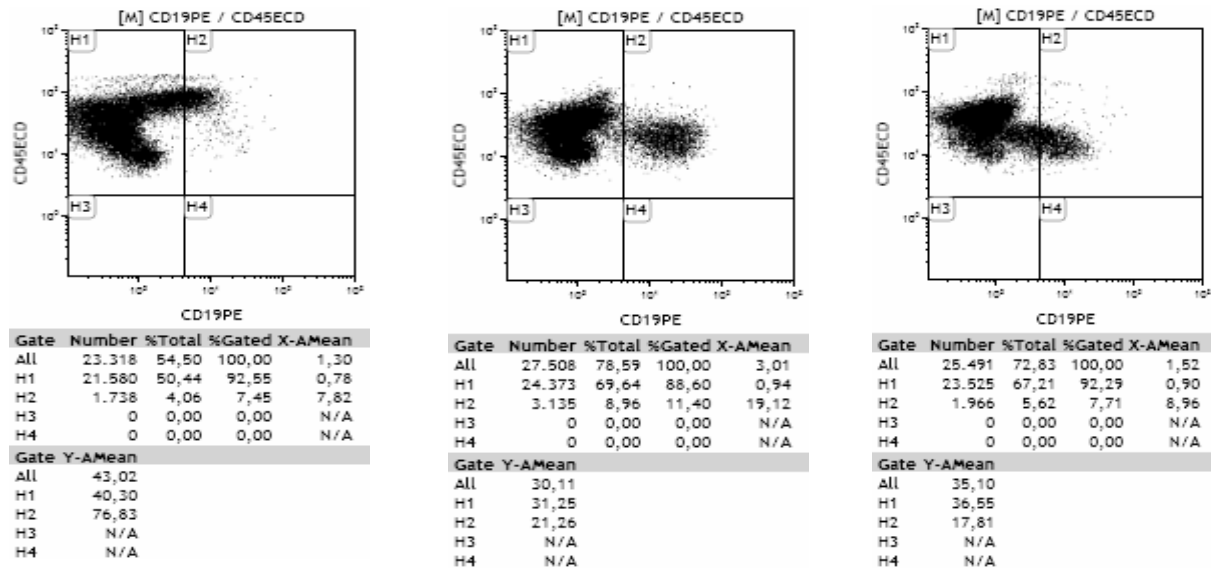 [M] CD19PE / CD45ECD
H1
H2
10²
10¹
10⁰
CD45ECD
H3
H4
CD19PE
Gate Number %Total %Gated X-AMean
All 23.318 54,50 100,00 1,30
H1 21.580 50,44 92,55 0,78
H2 1.738 4,06 7,45 7,82
H3 0 0,00 0,00 N/A
H4 0 0,00 0,00 N/A
Gate Y-AMean
All 43,02
H1 40,30
H2 76,83
H3 N/A
H4 N/A
[M] CD19PE / CD45ECD
H1
H2
10²
10¹
10⁰
CD45ECD
H3
H4
CD19PE
Gate Number %Total %Gated X-AMean
All 27.508 78,59 100,00 3,01
H1 24.373 69,64 88,60 0,94
H2 3.135 8,96 11,40 19,12
H3 0 0,00 0,00 N/A
H4 0 0,00 0,00 N/A
Gate Y-AMean
All 30,11
H1 31,25
H2 21,26
H3 N/A
H4 N/A
[M] CD19PE / CD45ECD
H1
H2
10²
10¹
10⁰
CD45ECD
H3
H4
CD19PE
Gate Number %Total %Gated X-AMean
All 25.491 72,83 100,00 1,52
H1 23.525 67,21 92,29 0,90
H2 1.966 5,62 7,71 8,96
H3 0 0,00 0,00 N/A
H4 0 0,00 0,00 N/A
Gate Y-AMean
All 35,10
H1 36,55
H2 17,81
H3 N/A
H4 N/A